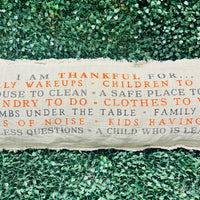 I AM THANKFUL FOR...
LY WAKEUPS - CHILDREN TO
OUSE TO CLEAN - A SAFE PLACE TO
NDRY TO DO - CLOTHES TO W
MBS UNDER THE TABLE - FAMILY
S OF NOISE - KIDS HAVING
LESS QUESTIONS - A CHILD WHO IS LEA